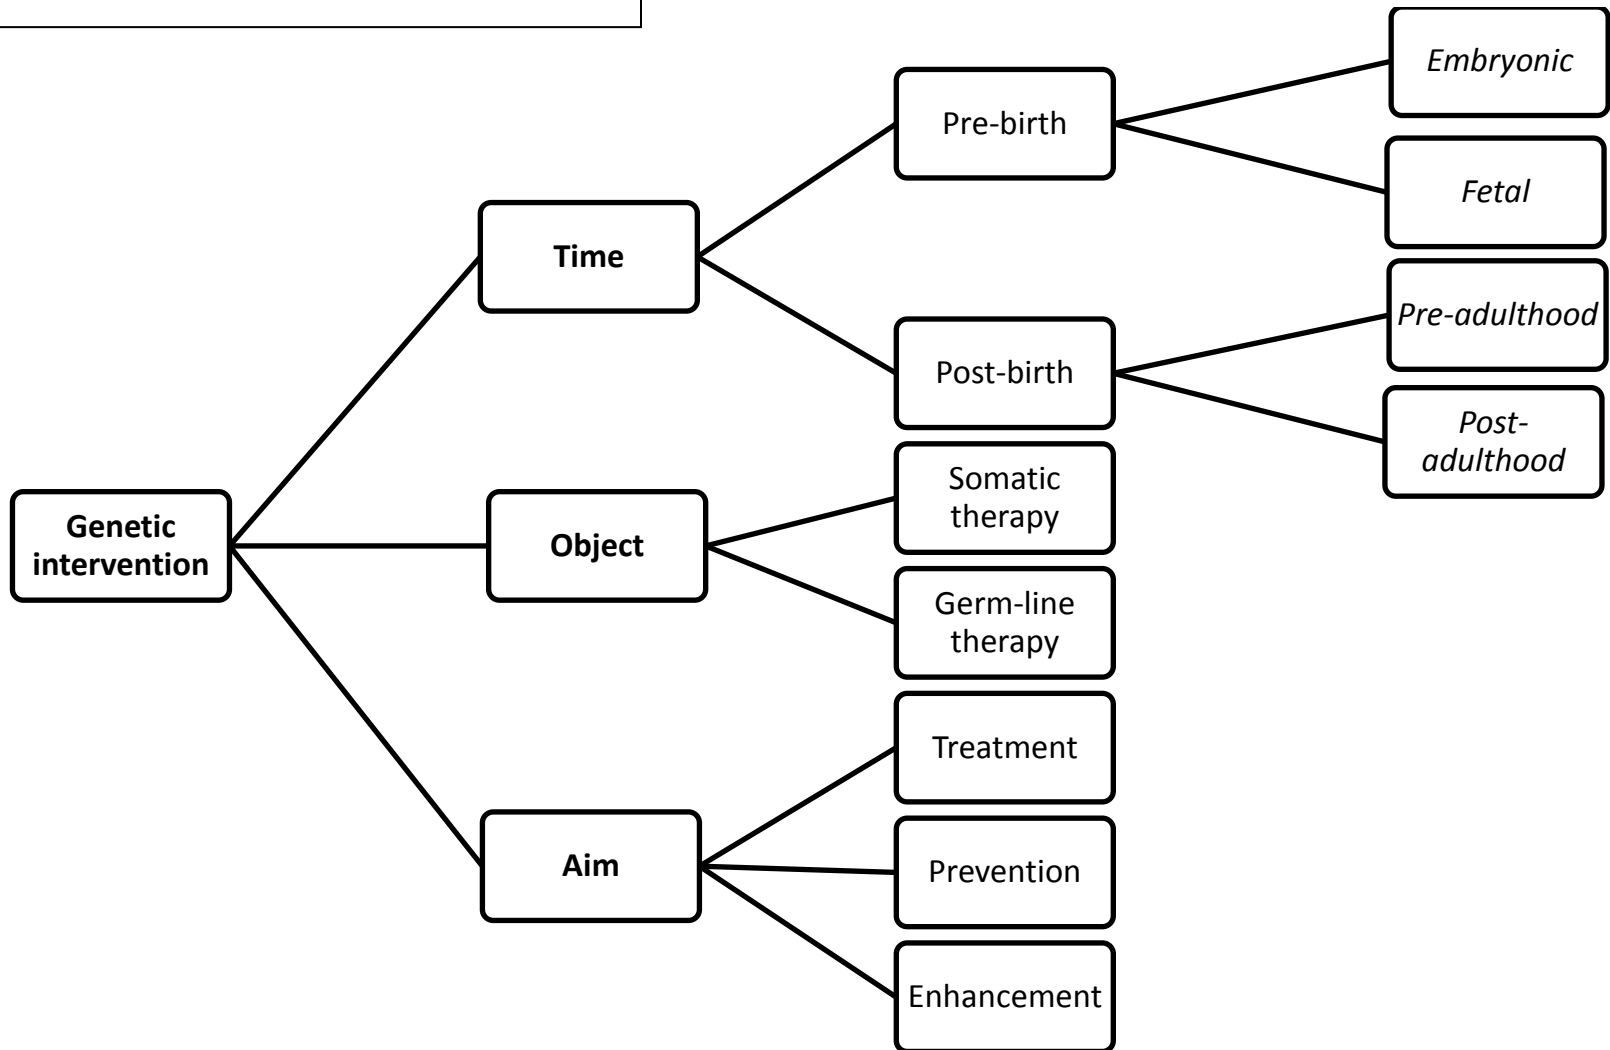 Embryonic
Pre-birth
Fetal
Time
Pre-adulthood
Post-birth
Post-
adulthood
Somatic
therapy
Genetic
intervention
Object
Germ-line
therapy
Treatment
Aim
Prevention
Enhancement